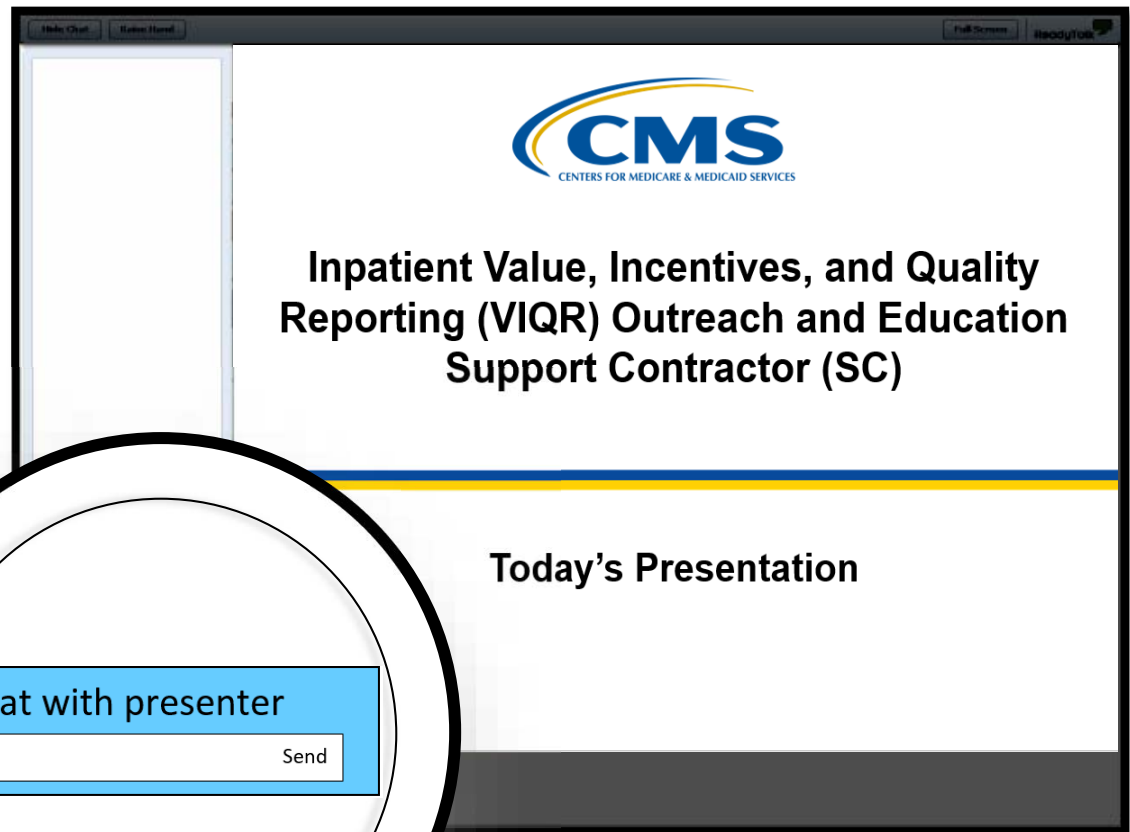 Hide Chat Raise Hand Full Screen ReadyTalk
CMS
CENTERS FOR MEDICARE & MEDICAID SERVICES
Inpatient Value, Incentives, and Quality
Reporting (VIQR) Outreach and Education
Support Contractor (SC)
Today’s Presentation
at with presenter
Send